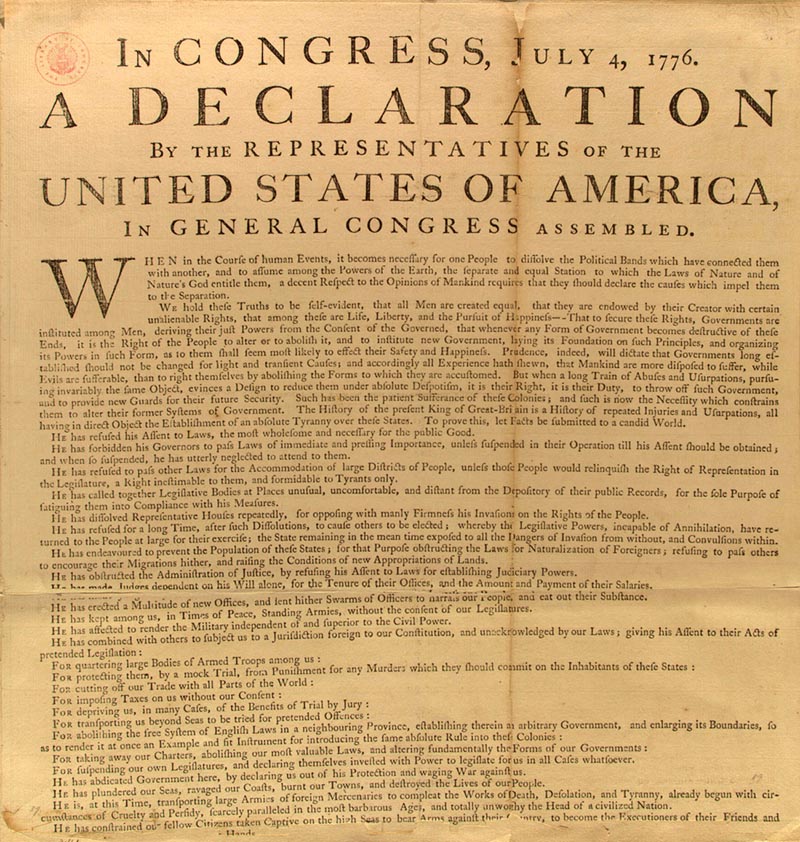 IN CONGRESS, JULY 4, 1776.
A DECLARATION
BY THE REPRESENTATIVES OF THE
UNITED STATES OF AMERICA,
IN GENERAL CONGRESS ASSEMBLED.
WHEN in the Courſe of human Events, it becomes neceſſary for one People to diſſolve the Political Bands which have connected them
with another, and to aſſume among the Powers of the Earth, the ſeparate and equal Station to which the Laws of Nature and of
Nature's God entitle them, a decent Reſpect to the Opinions of Mankind requires that they ſhould declare the cauſes which impel them
to the Separation.
WE hold theſe Truths to be ſelf-evident, that all Men are created equal, that they are endowed by their Creator with certain
unalienable Rights, that among theſe are Life, Liberty, and the Purſuit of Happineſs—-That to ſecure theſe Rights, Governments are
inſtituted among Men, deriving their juſt Powers from the Conſent of the Governed, that whenever any Form of Government becomes deſtructive of theſe
Ends, it is the Right of the People to alter or to aboliſh it, and to inſtitute new Government, laying its Foundation on ſuch Principles, and organizing
its Powers in ſuch Form, as to them ſhall ſeem moſt likely to effect their Safety and Happineſs. Prudence, indeed, will dictate that Governments long eſ-
tabliſhed ſhould not be changed for light and tranſient Cauſes; and accordingly all Experience hath ſhewn, that Mankind are more diſpoſed to ſuffer, while
Evils are ſufferable, than to right themſelves by aboliſhing the Forms to which they are accuſtomed. But when a long Train of Abuſes and Uſurpations, purſu-
ing invariably the ſame Object, evinces a Deſign to reduce them under abſolute Deſpotiſm, it is their Right, it is their Duty, to throw off ſuch Government,
and to provide new Guards for their future Security. Such has been the patient Sufferance of theſe Colonies; and ſuch is now the Neceſſity which conſtrains
them to alter their former Syſtems of Government. The Hiſtory of the preſent King of Great-Britain is a Hiſtory of repeated Injuries and Uſurpations, all
having in direct Object the Eſtabliſhment of an abſolute Tyranny over theſe States. To prove this, let Facts be ſubmitted to a candid World.
HE has refuſed his Aſſent to Laws, the moſt wholeſome and neceſſary for the public Good.
HE has forbidden his Governors to paſs Laws of immediate and preſſing Importance, unleſs ſuſpended in their Operation till his Aſſent ſhould be obtained;
and when ſo ſuſpended, he has utterly neglected to attend to them.
HE has refuſed to paſs other Laws for the Accommodation of large Diſtricts of People, unleſs thoſe People would relinquiſh the Right of Repreſentation in
the Legiſlature, a Right ineſtimable to them, and formidable to Tyrants only.
HE has called together Legiſlative Bodies at Places unuſual, uncomfortable, and diſtant from the Depoſitory of their public Records, for the ſole Purpoſe of
fatiguing them into Compliance with his Meaſures.
HE has diſſolved Repreſentative Houſes repeatedly, for oppoſing with manly Firmneſs his Invaſions on the Rights of the People.
HE has refuſed for a long Time, after ſuch Diſſolutions, to cauſe others to be elected; whereby the Legiſlative Powers, incapable of Annihilation, have re-
turned to the People at large for their exerciſe; the State remaining in the mean time expoſed to all the Dangers of Invaſion from without, and Convulſions within.
HE has endeavoured to prevent the Population of theſe States; for that Purpoſe obſtructing the Laws for Naturalization of Foreigners; refuſing to paſs others
to encourage their Migrations hither, and raiſing the Conditions of new Appropriations of Lands.
HE has obſtructed the Adminiſtration of Juſtice, by refuſing his Aſſent to Laws for eſtabliſhing Judiciary Powers.
HE has made Judges dependent on his Will alone, for the Tenure of their Offices, and the Amount and Payment of their Salaries.
HE has erected a Multitude of new Offices, and ſent hither Swarms of Officers to harraſs our People, and eat out their Subſtance.
HE has kept among us, in Times of Peace, Standing Armies, without the conſent of our Legiſlatures.
HE has affected to render the Military independent of and ſuperior to the Civil Power.
HE has combined with others to ſubject us to a Juriſdiction foreign to our Conſtitution, and unacknowledged by our Laws; giving his Aſſent to their Acts of
pretended Legiſlation:
FOR quartering large Bodies of Armed Troops among us:
FOR protecting them, by a mock Trial, from Puniſhment for any Murders which they ſhould commit on the Inhabitants of theſe States:
FOR cutting off our Trade with all Parts of the World:
FOR impoſing Taxes on us without our Conſent:
FOR depriving us, in many Caſes, of the Benefits of Trial by Jury:
FOR tranſporting us beyond Seas to be tried for pretended Offences:
FOR aboliſhing the free Syſtem of Engliſh Laws in a neighbouring Province, eſtabliſhing therein an arbitrary Government, and enlarging its Boundaries, ſo
as to render it at once an Example and fit Inſtrument for introducing the ſame abſolute Rule into theſe Colonies:
FOR taking away our Charters, aboliſhing our moſt valuable Laws, and altering fundamentally the Forms of our Governments:
FOR ſuſpending our own Legiſlatures, and declaring themſelves inveſted with Power to legiſlate for us in all Caſes whatſoever.
HE has abdicated Government here, by declaring us out of his Protection and waging War againſt us.
HE has plundered our Seas, ravaged our Coaſts, burnt our Towns, and deſtroyed the Lives of our People.
HE is, at this Time, tranſporting large Armies of foreign Mercenaries to compleat the Works of Death, Deſolation, and Tyranny, already begun with cir-
cumſtances of Cruelty and Perfidy, ſcarcely paralleled in the moſt barbarous Ages, and totally unworthy the Head of a civilized Nation.
HE has conſtrained our fellow Citizens taken Captive on the high Seas to bear Arms againſt their Country, to become the Executioners of their Friends and
Hands